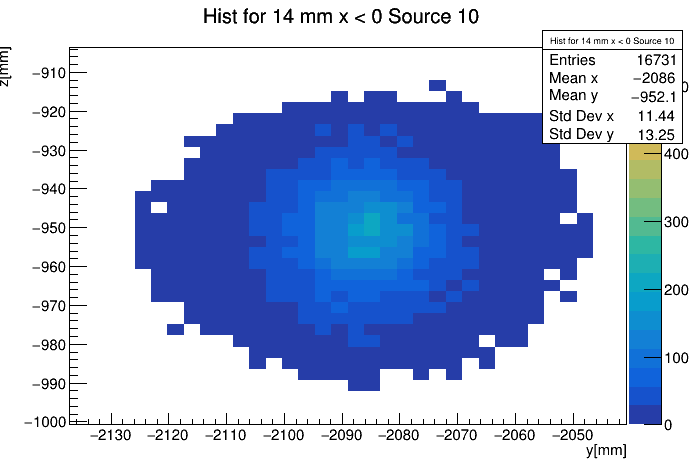 Hist for 14 mm x < 0 Source 10
z[mm]
Hist for 14 mm x < 0 Source 10
Entries 16731
Mean x −2086
Mean y −952.1
Std Dev x 11.44
Std Dev y 13.25
−910
−920
−930
−940
−950
−960
−970
−980
−990
−1000
0
400
300
200
100
0
−2130 −2120 −2110 −2100 −2090 −2080 −2070 −2060 −2050
y[mm]